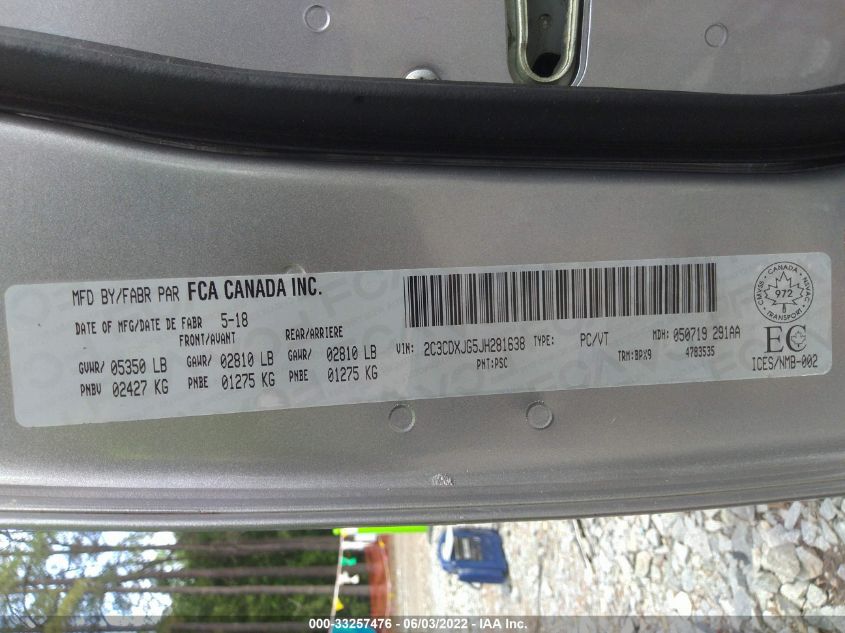 MFD BY/FABR PAR FCA CANADA INC.
DATE OF MFG/DATE DE FABR 5-18
FRONT/AVANT REAR/ARRIERE
GVWR/ 05350 LB GAWR/ 02810 LB GAWR/ 02810 LB
PNBV 02427 KG PNBE 01275 KG PNBE 01275 KG
VIN: 2C3CDXJG5JH281638 TYPE: PC/VT MDH: 050719 291AA
PNT:PSC TRM:BPX9 4783535
CANADA
CMVSS NSVAC
972
TRANSPORT
EC
ICES/NMB-002
000-33257476 - 06/03/2022 - IAA Inc.